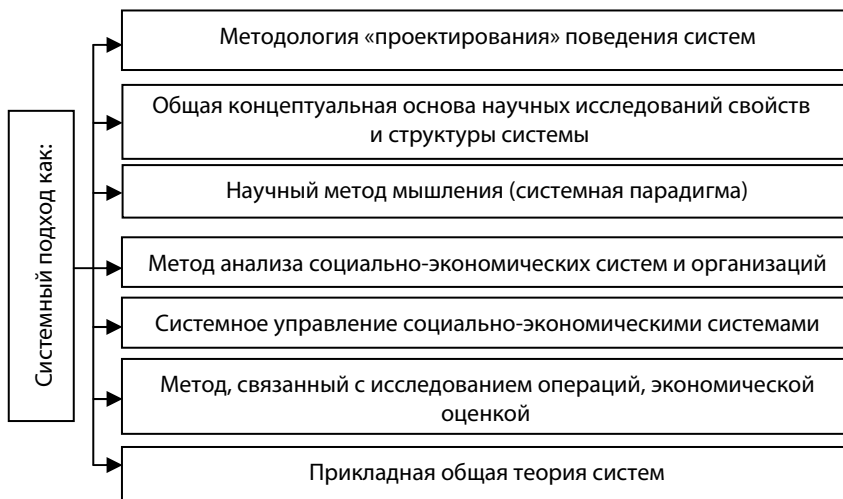 Системный подход как:
Методология «проектирования» поведения систем
Общая концептуальная основа научных исследований свойств
и структуры системы
Научный метод мышления (системная парадигма)
Метод анализа социально-экономических систем и организаций
Системное управление социально-экономическими системами
Метод, связанный с исследованием операций, экономической
оценкой
Прикладная общая теория систем